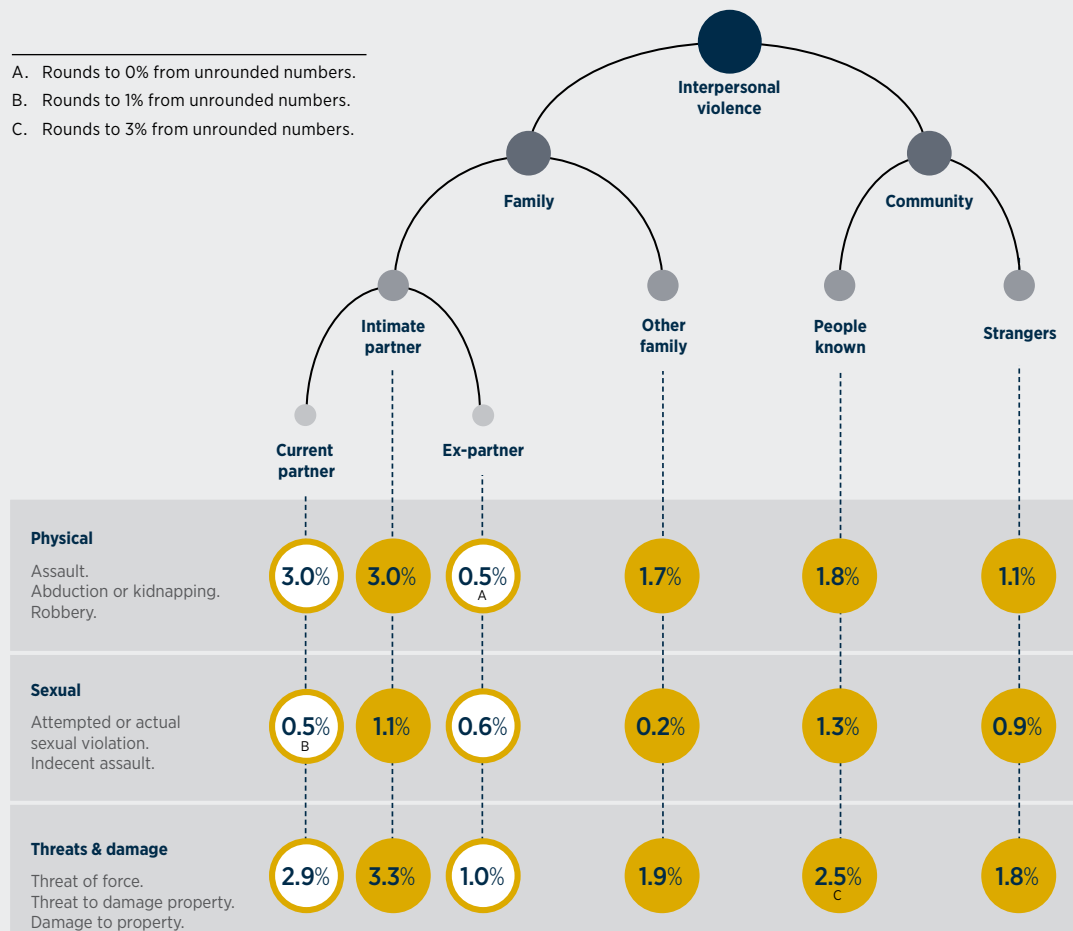 A. Rounds to 0% from unrounded numbers.
B. Rounds to 1% from unrounded numbers.
C. Rounds to 3% from unrounded numbers.
Interpersonal
violence
Family
Community
Intimate
partner
Other
family
People
known
Strangers
Current
partner
Ex-partner
Physical
Assault.
Abduction or kidnapping.
Robbery.
3.0% 3.0% 0.5% 1.7% 1.8% 1.1%
A
Sexual
Attempted or actual
sexual violation.
Indecent assault.
0.5% 1.1% 0.6% 0.2% 1.3% 0.9%
B
Threats & damage
Threat of force.
Threat to damage property.
Damage to property.
2.9% 3.3% 1.0% 1.9% 2.5% 1.8%
C